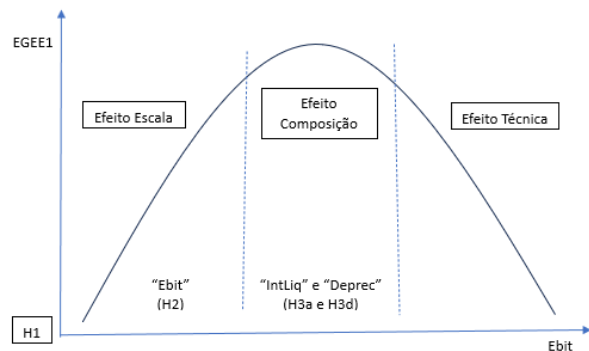 EGEE1
Efeito Escala
Efeito
Composição
Efeito Técnica
“Ebit”
(H2)
“IntLiq” e “Deprec”
(H3a e H3d)
H1
Ebit